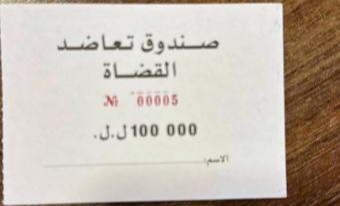 صندوق تعاضد
القضاة
№ 00005
100 000 ل.ل.
الاسم: